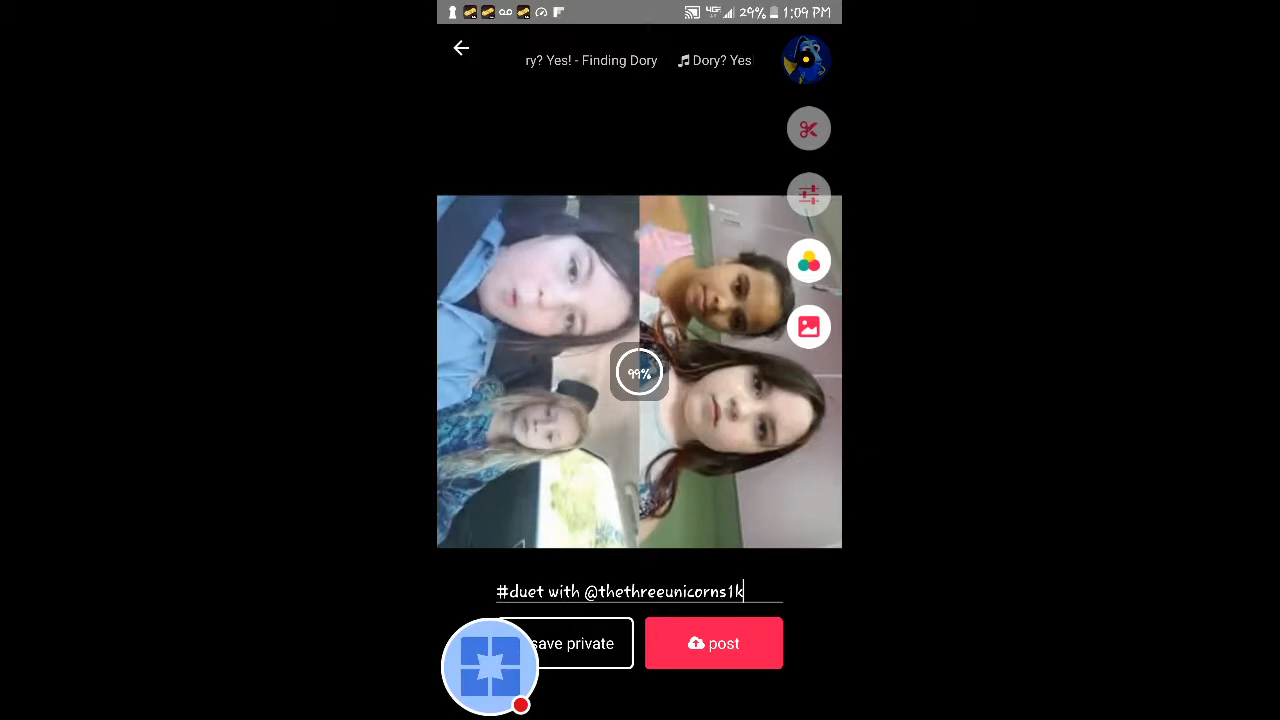 29% 1:09 PM
ry? Yes! - Finding Dory Dory? Yes
99%
#duet with @thethreeunicorns1k
save private
post